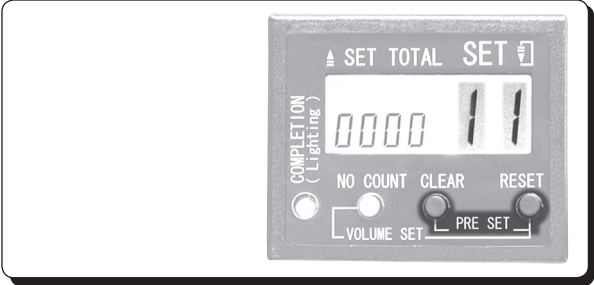 SET TOTAL SET
0000 11
COMPLETION
(Lighting)
NO COUNT CLEAR RESET
PRE SET
VOLUME SET